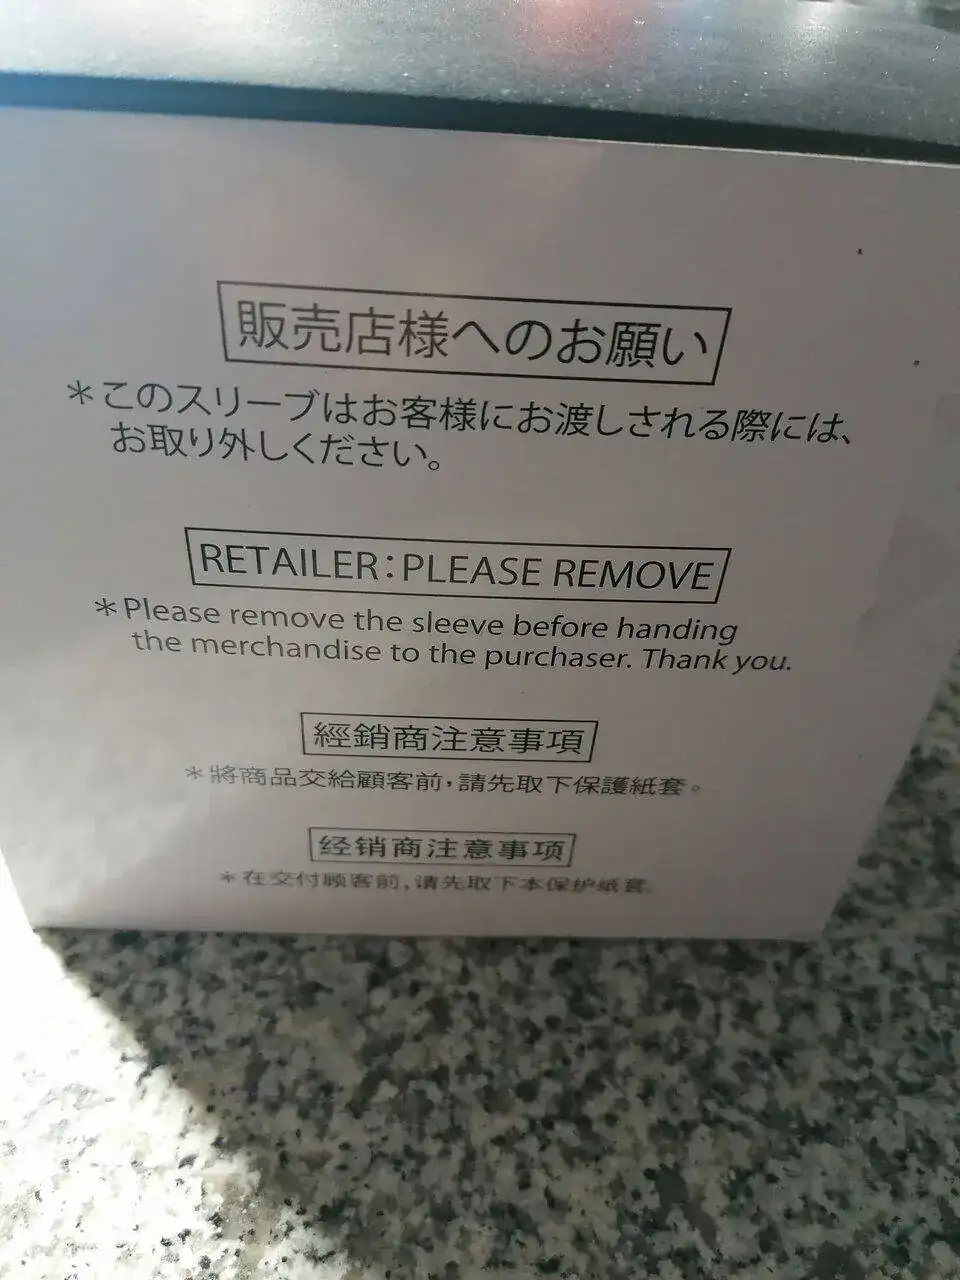 販売店様へのお願い
＊このスリーブはお客様にお渡しされる際には、
お取り外しください。
RETAILER:PLEASE REMOVE
＊Please remove the sleeve before handing
the merchandise to the purchaser. Thank you.
經銷商注意事項
＊將商品交給顧客前，請先取下保護紙套。
经销商注意事项
＊在交付顾客前，请先取下本保护纸套。